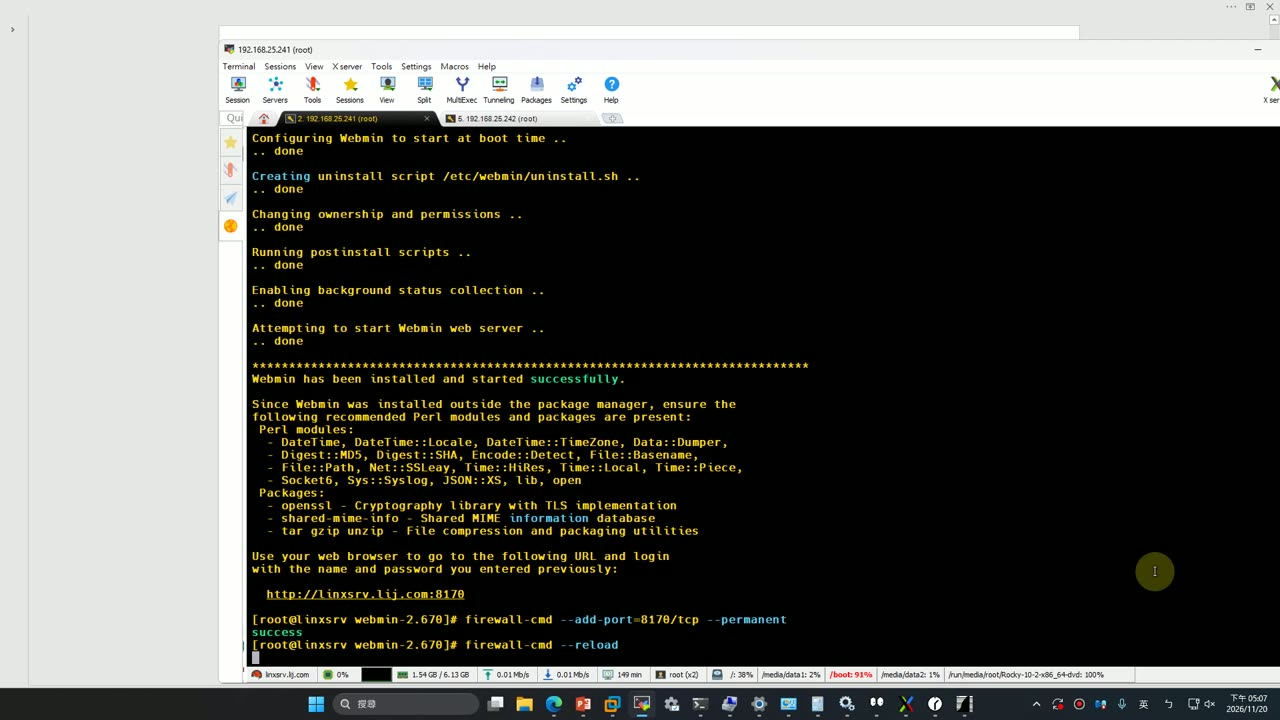 192.168.25.241 (root)
Terminal Sessions View X server Tools Settings Macros Help
Session Servers Tools Sessions View Split MultiExec Tunneling Packages Settings Help X ser
Qui 2. 192.168.25.241 (root) 5. 192.168.25.242 (root)
Configuring Webmin to start at boot time ..
.. done
Creating uninstall script /etc/webmin/uninstall.sh ..
.. done
Changing ownership and permissions ..
.. done
Running postinstall scripts ..
.. done
Enabling background status collection ..
.. done
Attempting to start Webmin web server ..
.. done
****************************************************************************
Webmin has been installed and started successfully.
Since Webmin was installed outside the package manager, ensure the
following recommended Perl modules and packages are present:
Perl modules:
- DateTime, DateTime::Locale, DateTime::TimeZone, Data::Dumper,
- Digest::MD5, Digest::SHA, Encode::Detect, File::Basename,
- File::Path, Net::SSLeay, Time::HiRes, Time::Local, Time::Piece,
- Socket6, Sys::Syslog, JSON::XS, lib, open
Packages:
- openssl - Cryptography library with TLS implementation
- shared-mime-info - Shared MIME information database
- tar gzip unzip - File compression and packaging utilities
Use your web browser to go to the following URL and login
with the name and password you entered previously:
http://linxsrv.lij.com:8170
[root@linxsrv webmin-2.670]# firewall-cmd --add-port=8170/tcp --permanent
success
[root@linxsrv webmin-2.670]# firewall-cmd --reload
linxsrv.lij.com 0% 1.54 GB / 6.13 GB 0.01 Mb/s 0.01 Mb/s 149 min root (x2) /: 38% /media/data1: 2% /boot: 91% /media/data2: 1% /run/media/root/Rocky-10-2-x86_64-dvd: 100%
搜尋 英 下午 05:07
2026/11/20